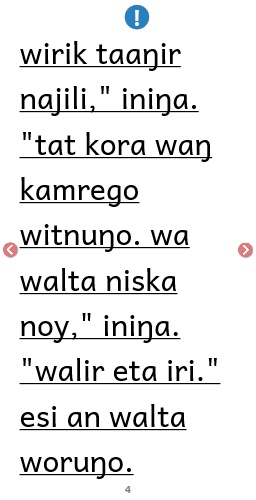 wirik taaŋir
najili," iniŋa.
"tat kora waŋ
kamrego
witnuŋo. wa
walta niska
noy," iniŋa.
"walir eta iri."
esi an walta
woruŋo.
4